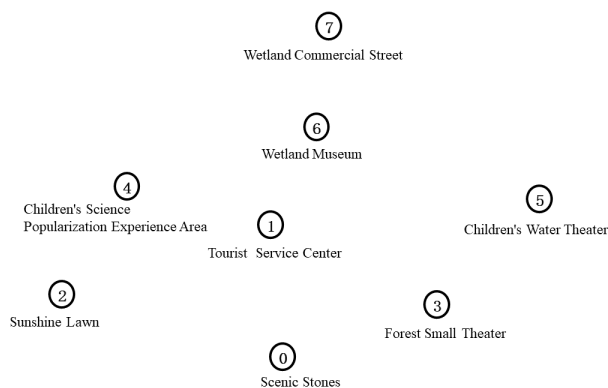 7
Wetland Commercial Street
6
Wetland Museum
4
Children's Science
Popularization Experience Area
5
Children's Water Theater
1
Tourist Service Center
2
Sunshine Lawn
3
Forest Small Theater
0
Scenic Stones